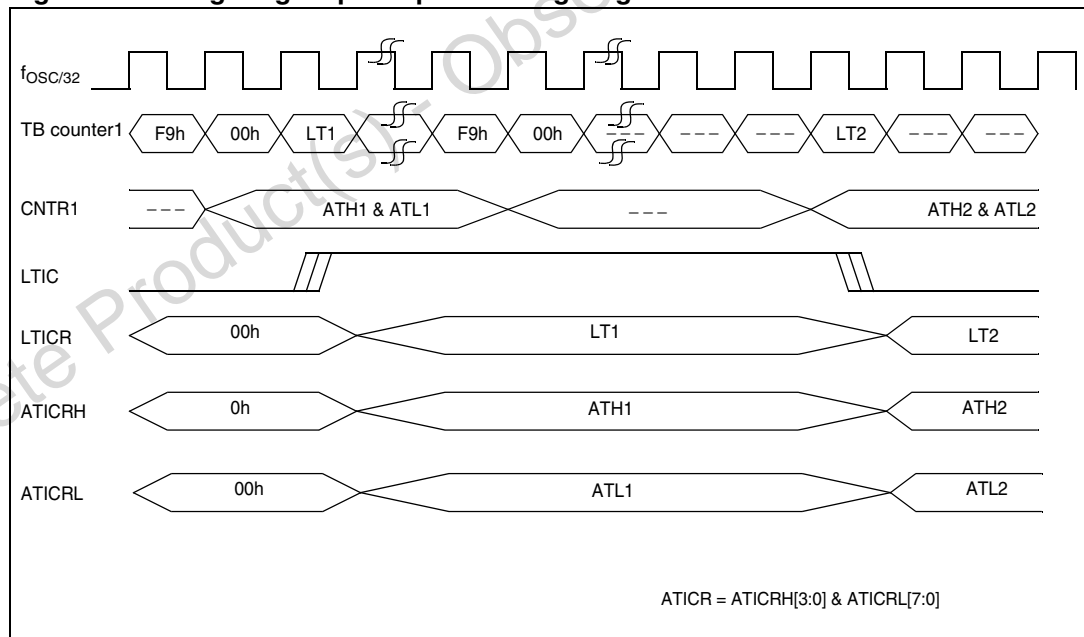 fOSC/32
TB counter1 F9h 00h LT1 F9h 00h --- --- --- LT2 --- ---
CNTR1 --- ATH1 & ATL1 --- ATH2 & ATL2
LTIC
LTICR 00h LT1 LT2
ATICRH 0h ATH1 ATH2
ATICRL 00h ATL1 ATL2
ATICR = ATICRH[3:0] & ATICRL[7:0]